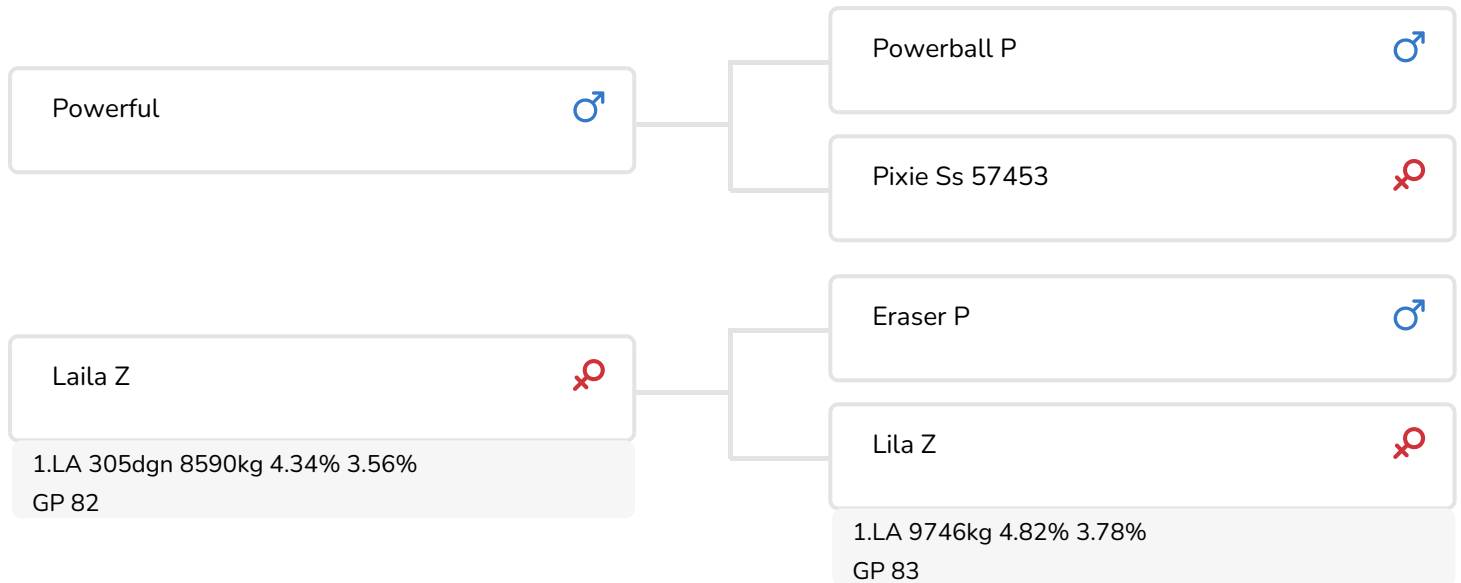 Powerful
Powerball P
Pixie Ss 57453
Laila Z
1.LA 305dgn 8590kg 4.34% 3.56%
GP 82
Eraser P
Lila Z
1.LA 9746kg 4.82% 3.78%
GP 83